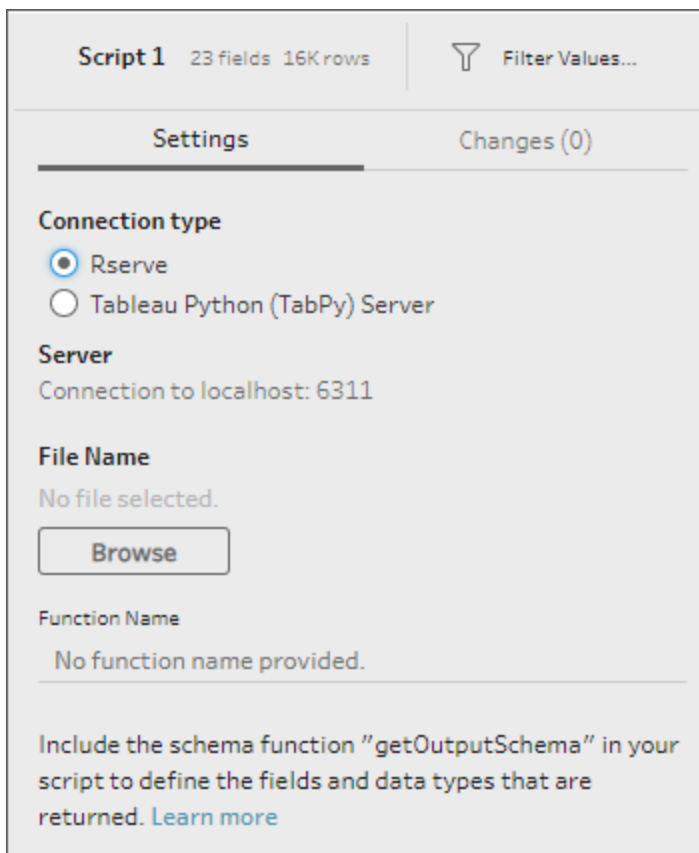 Script 1 23 fields 16K rows Filter Values...
Settings Changes (0)
Connection type
Rserve
Tableau Python (TabPy) Server
Server
Connection to localhost: 6311
File Name
No file selected.
Browse
Function Name
No function name provided.
Include the schema function "getOutputSchema" in your
script to define the fields and data types that are
returned. Learn more